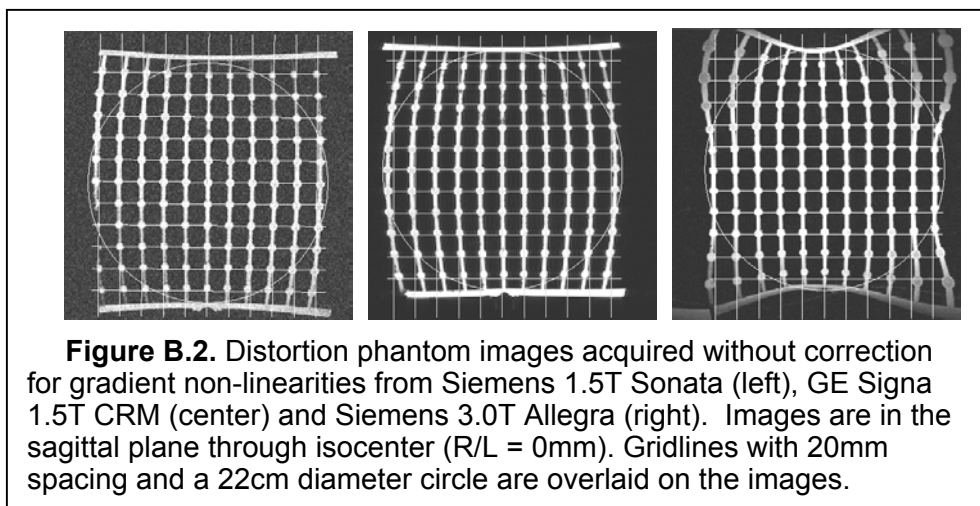 Figure B.2. Distortion phantom images acquired without correction
for gradient non-linearities from Siemens 1.5T Sonata (left), GE Signa
1.5T CRM (center) and Siemens 3.0T Allegra (right). Images are in the
sagittal plane through isocenter (R/L = 0mm). Gridlines with 20mm
spacing and a 22cm diameter circle are overlaid on the images.